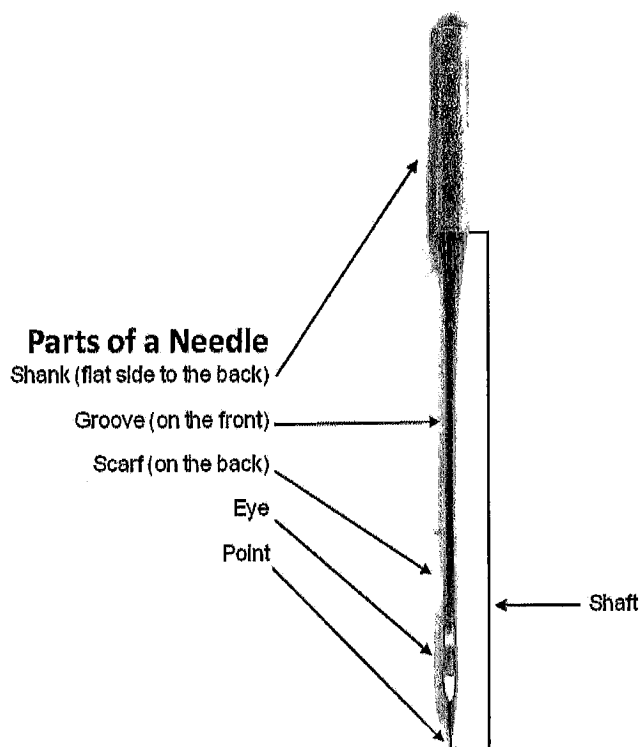 Parts of a Needle
Shank (flat side to the back)
Groove (on the front)
Scarf (on the back)
Eye
Point
Shaft